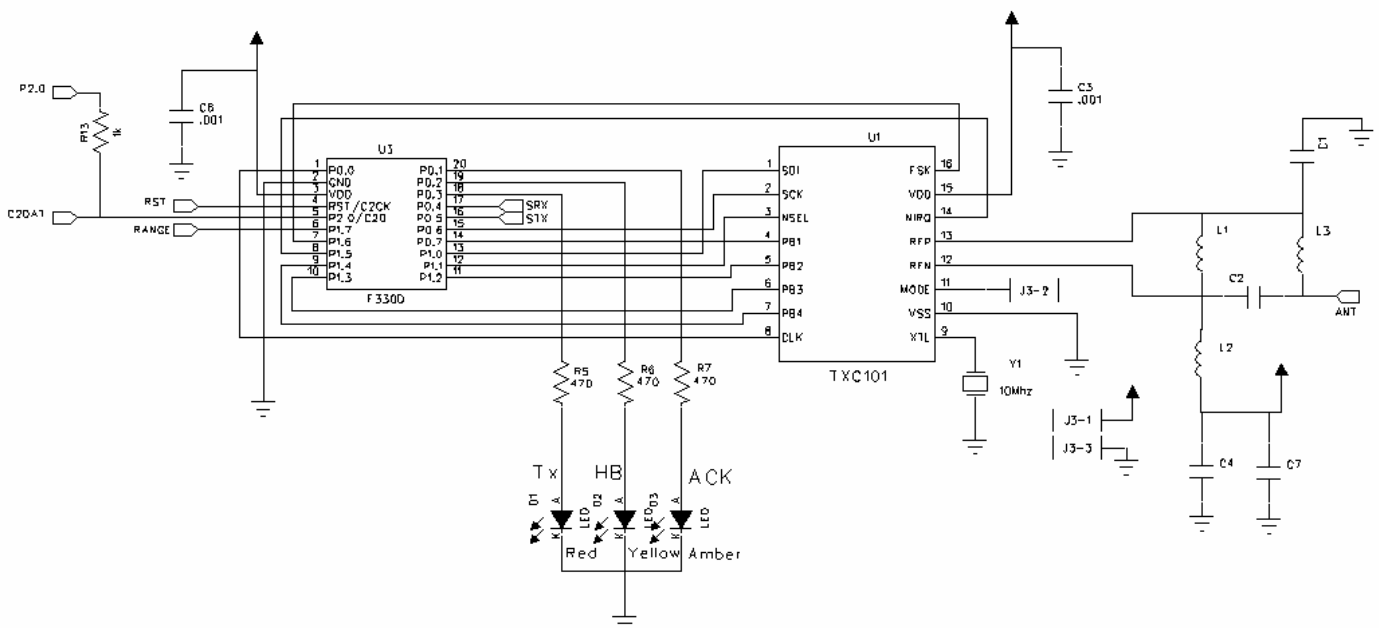 P2.0
R13
1k
C2DAT
RST
RANGE
C6
.001
U3
1 P0.0
2 GND
3 VDD
4 RST/C2CK
5 P2.0/C2D
6 P1.7
7 P1.6
8 P1.5
9 P1.4
10 P1.3
P0.1 20
P0.2 19
P0.3 18
P0.4 17
P0.5 16
P0.6 15
P0.7 14
P1.0 13
P1.1 12
P1.2 11
F330D
SRX
STX
U1
1 SDI
2 SCK
3 NSEL
4 PB1
5 PB2
6 PB3
7 PB4
8 CLK
FSK 16
VDD 15
NIRQ 14
RFP 13
RFN 12
MODE 11
VSS 10
XTL 9
TXC101
C3
.001
C1
L1
L3
C2
ANT
L2
J3-2
Y1
10Mhz
J3-1
J3-3
C4
C7
R5
470
R6
470
R7
470
Tx
HB
ACK
D1
A
K
LED
Red
D2
A
K
LED
Yellow
D3
A
K
LED
Amber